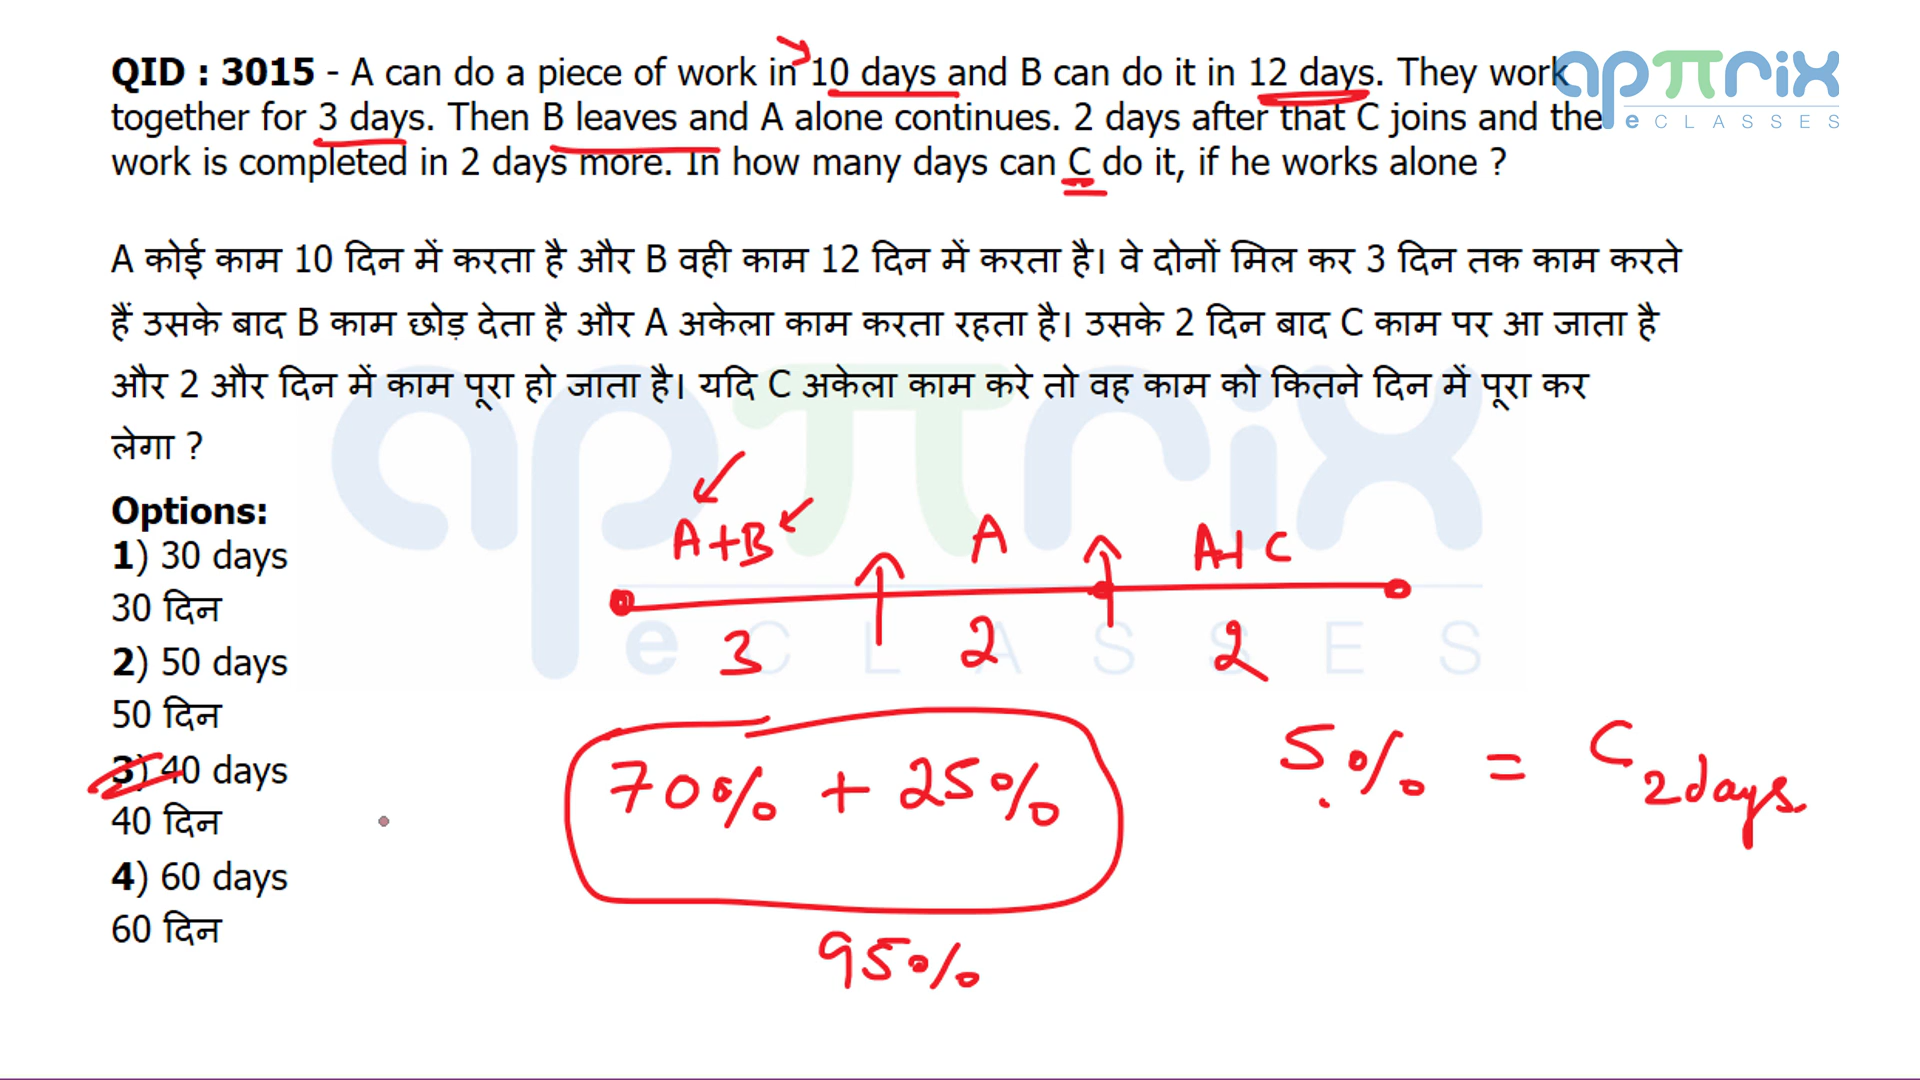 QID : 3015 - A can do a piece of work in 10 days and B can do it in 12 days. They work
together for 3 days. Then B leaves and A alone continues. 2 days after that C joins and the
work is completed in 2 days more. In how many days can C do it, if he works alone ?
apπrix
e CLASSES
A कोई काम 10 दिन में करता है और B वही काम 12 दिन में करता है। वे दोनों मिल कर 3 दिन तक काम करते
हैं उसके बाद B काम छोड़ देता है और A अकेला काम करता रहता है। उसके 2 दिन बाद C काम पर आ जाता है
और 2 और दिन में काम पूरा हो जाता है। यदि C अकेला काम करे तो वह काम को कितने दिन में पूरा कर
लेगा ?
apπrix
e CLASSES
Options:
1) 30 days
30 दिन
2) 50 days
50 दिन
3) 40 days
40 दिन
4) 60 days
60 दिन
A+B A A+C
3 2 2
70% + 25%
5% = C 2days.
95%